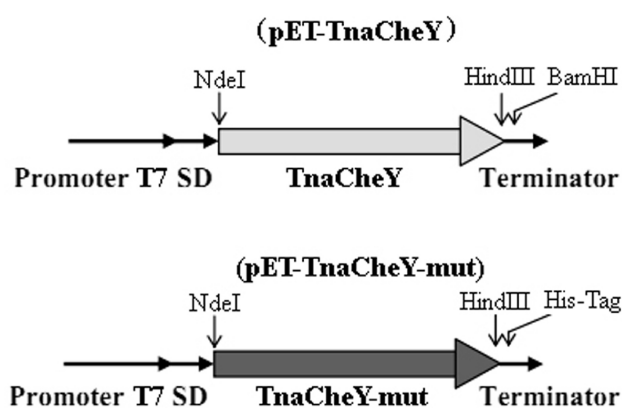 (pET-TnaCheY)
NdeI
HindIII BamHI
Promoter T7 SD TnaCheY Terminator
(pET-TnaCheY-mut)
NdeI
HindIII His-Tag
Promoter T7 SD TnaCheY-mut Terminator